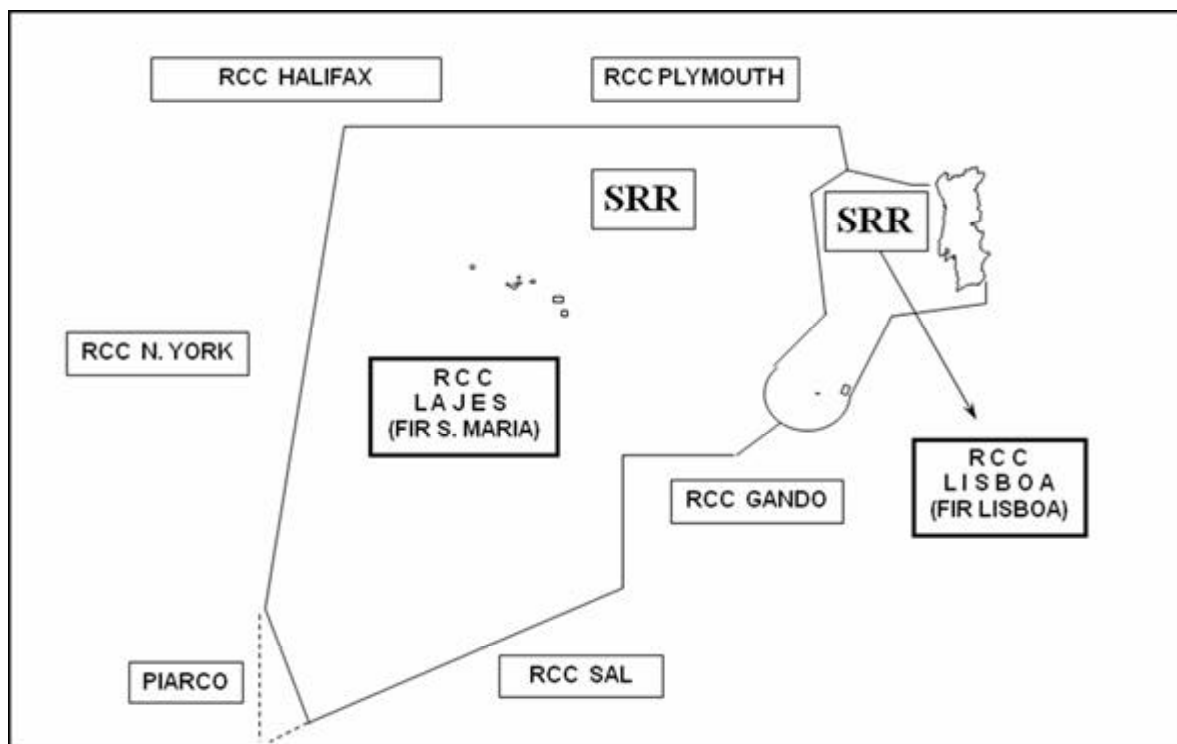 RCC HALIFAX
RCC PLYMOUTH
SRR
SRR
RCC N. YORK
R C C
L A J E S
(FIR S. MARIA)
R C C
L I S B O A
(FIR LISBOA)
RCC GANDO
PIARCO
RCC SAL